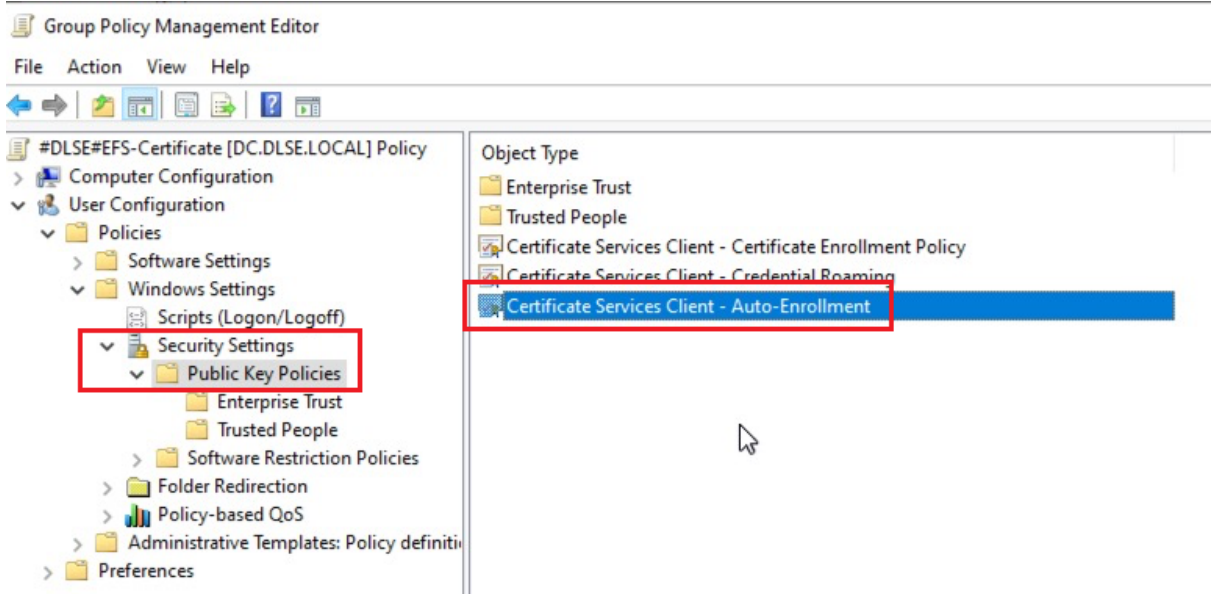 Group Policy Management Editor
File Action View Help
#DLSE#EFS-Certificate [DC.DLSE.LOCAL] Policy
Computer Configuration
User Configuration
Policies
Software Settings
Windows Settings
Scripts (Logon/Logoff)
Security Settings
Public Key Policies
Enterprise Trust
Trusted People
Software Restriction Policies
Folder Redirection
Policy-based QoS
Administrative Templates: Policy definiti
Preferences
Object Type
Enterprise Trust
Trusted People
Certificate Services Client - Certificate Enrollment Policy
Certificate Services Client - Credential Roaming
Certificate Services Client - Auto-Enrollment